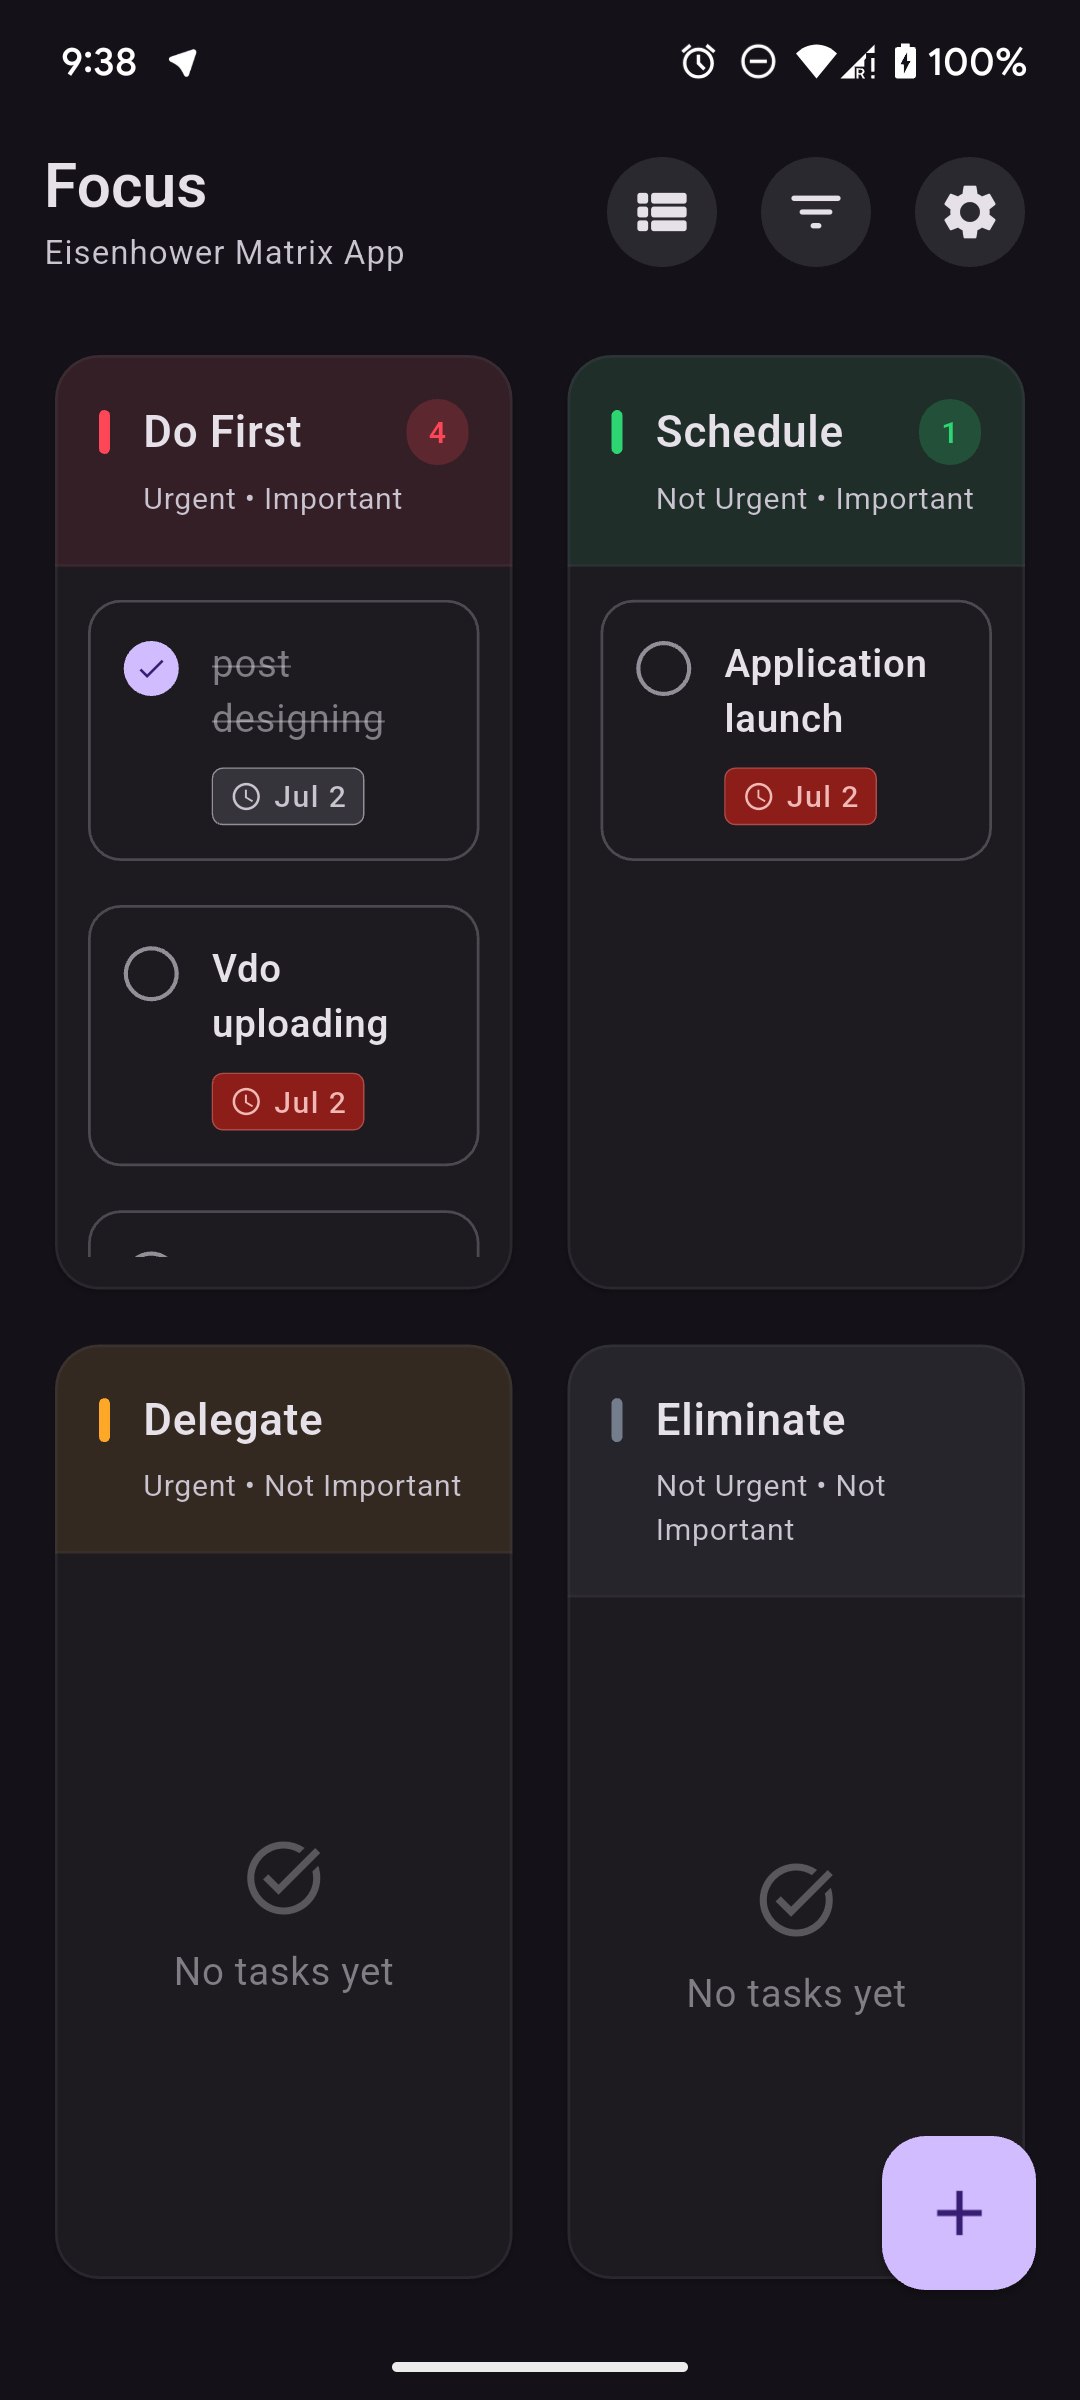 9:38
R
100%
Focus
Eisenhower Matrix App
Do First
4
Urgent • Important
post
designing
Jul 2
Vdo
uploading
Jul 2
Schedule
1
Not Urgent • Important
Application
launch
Jul 2
Delegate
Urgent • Not Important
No tasks yet
Eliminate
Not Urgent • Not
Important
No tasks yet